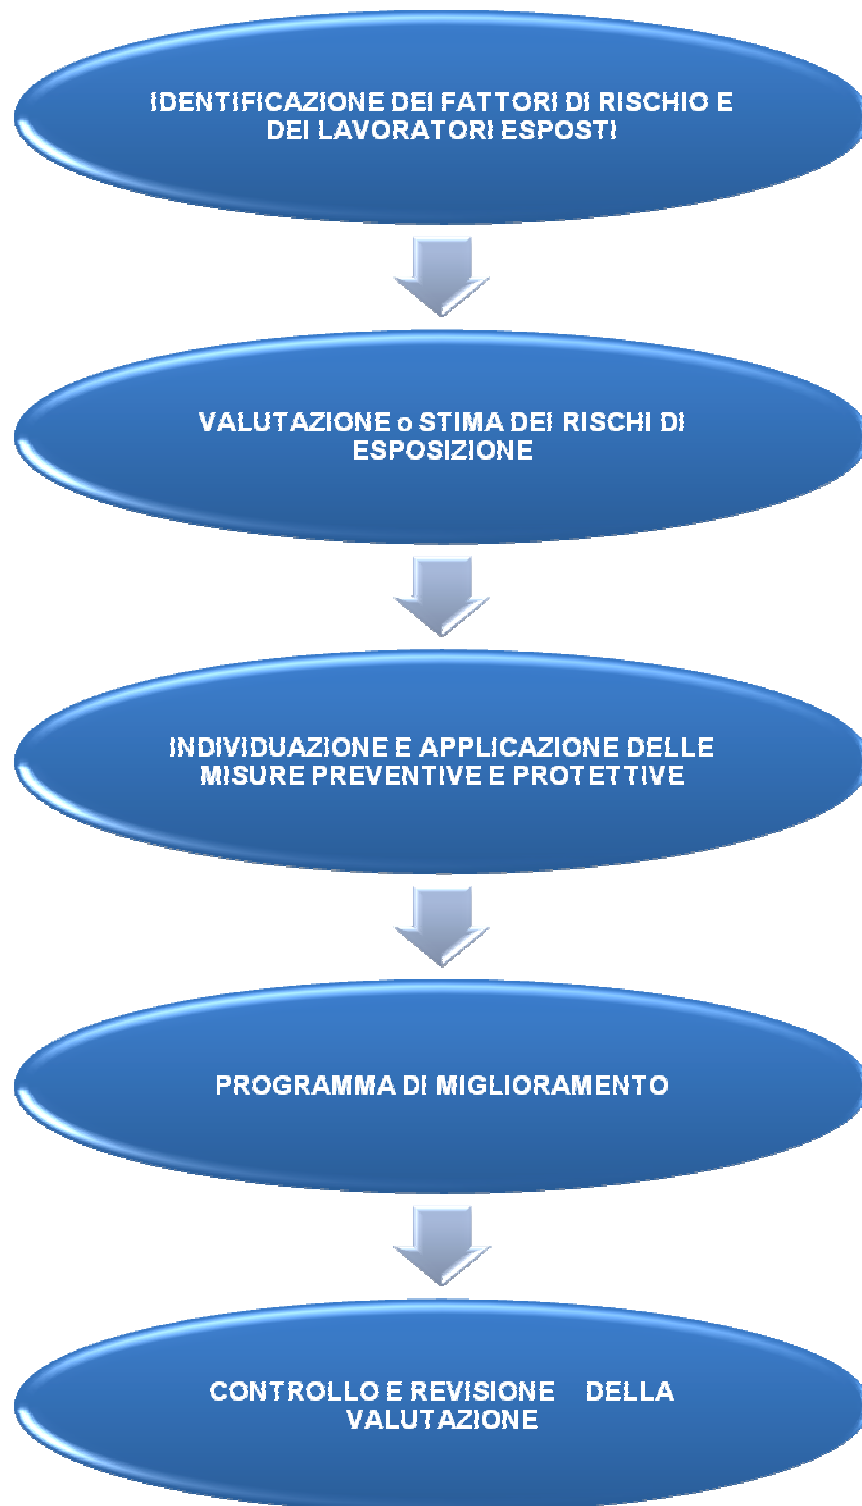 IDENTIFICAZIONE DEI FATTORI DI RISCHIO E
DEI LAVORATORI ESPOSTI
VALUTAZIONE o STIMA DEI RISCHI DI
ESPOSIZIONE
INDIVIDUAZIONE E APPLICAZIONE DELLE
MISURE PREVENTIVE E PROTETTIVE
PROGRAMMA DI MIGLIORAMENTO
CONTROLLO E REVISIONE DELLA
VALUTAZIONE